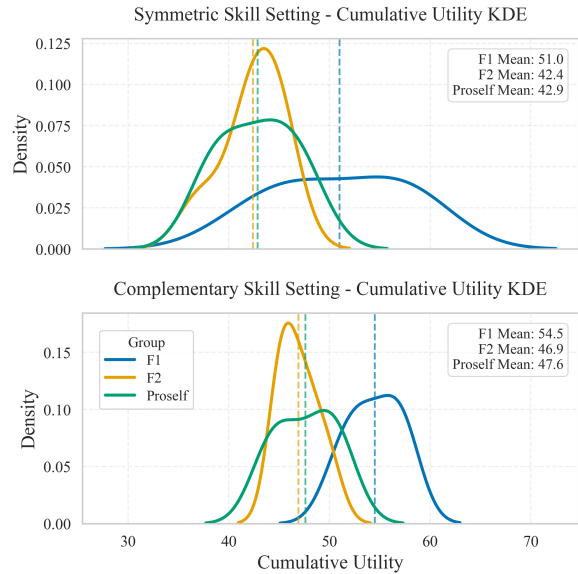 Symmetric Skill Setting - Cumulative Utility KDE
0.125
0.100
0.075
0.050
0.025
0.000
Density
F1 Mean: 51.0
F2 Mean: 42.4
Proself Mean: 42.9
Complementary Skill Setting - Cumulative Utility KDE
0.15
0.10
0.05
0.00
Density
Group
F1
F2
Proself
F1 Mean: 54.5
F2 Mean: 46.9
Proself Mean: 47.6
30 40 50 60 70
Cumulative Utility